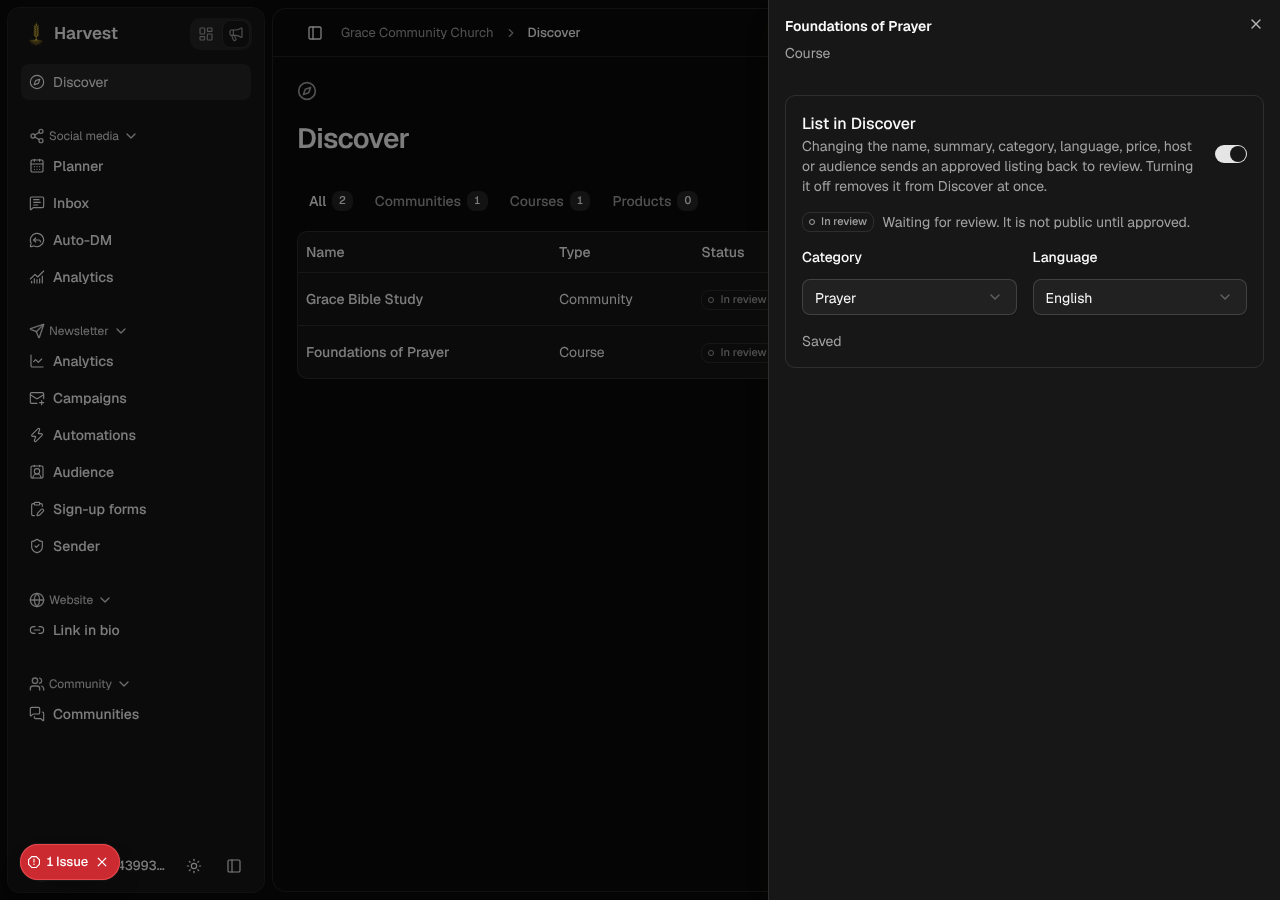 Harvest
Discover
Social media
Planner
Inbox
Auto-DM
Analytics
Newsletter
Analytics
Campaigns
Automations
Audience
Sign-up forms
Sender
Website
Link in bio
Community
Communities
1 Issue
43993...
Grace Community Church > Discover
Discover
All 2 Communities 1 Courses 1 Products 0
Name Type Status
Grace Bible Study Community In review
Foundations of Prayer Course In review
Foundations of Prayer
Course
List in Discover
Changing the name, summary, category, language, price, host
or audience sends an approved listing back to review. Turning
it off removes it from Discover at once.
In review Waiting for review. It is not public until approved.
Category Language
Prayer English
Saved